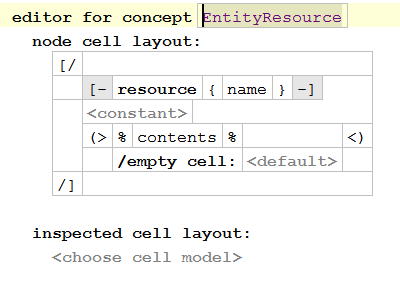 editor for concept EntityResource
node cell layout:
[/
[- resource { name } -]
<constant>
(> % contents % <)
/empty cell: <default>
/]
inspected cell layout:
<choose cell model>